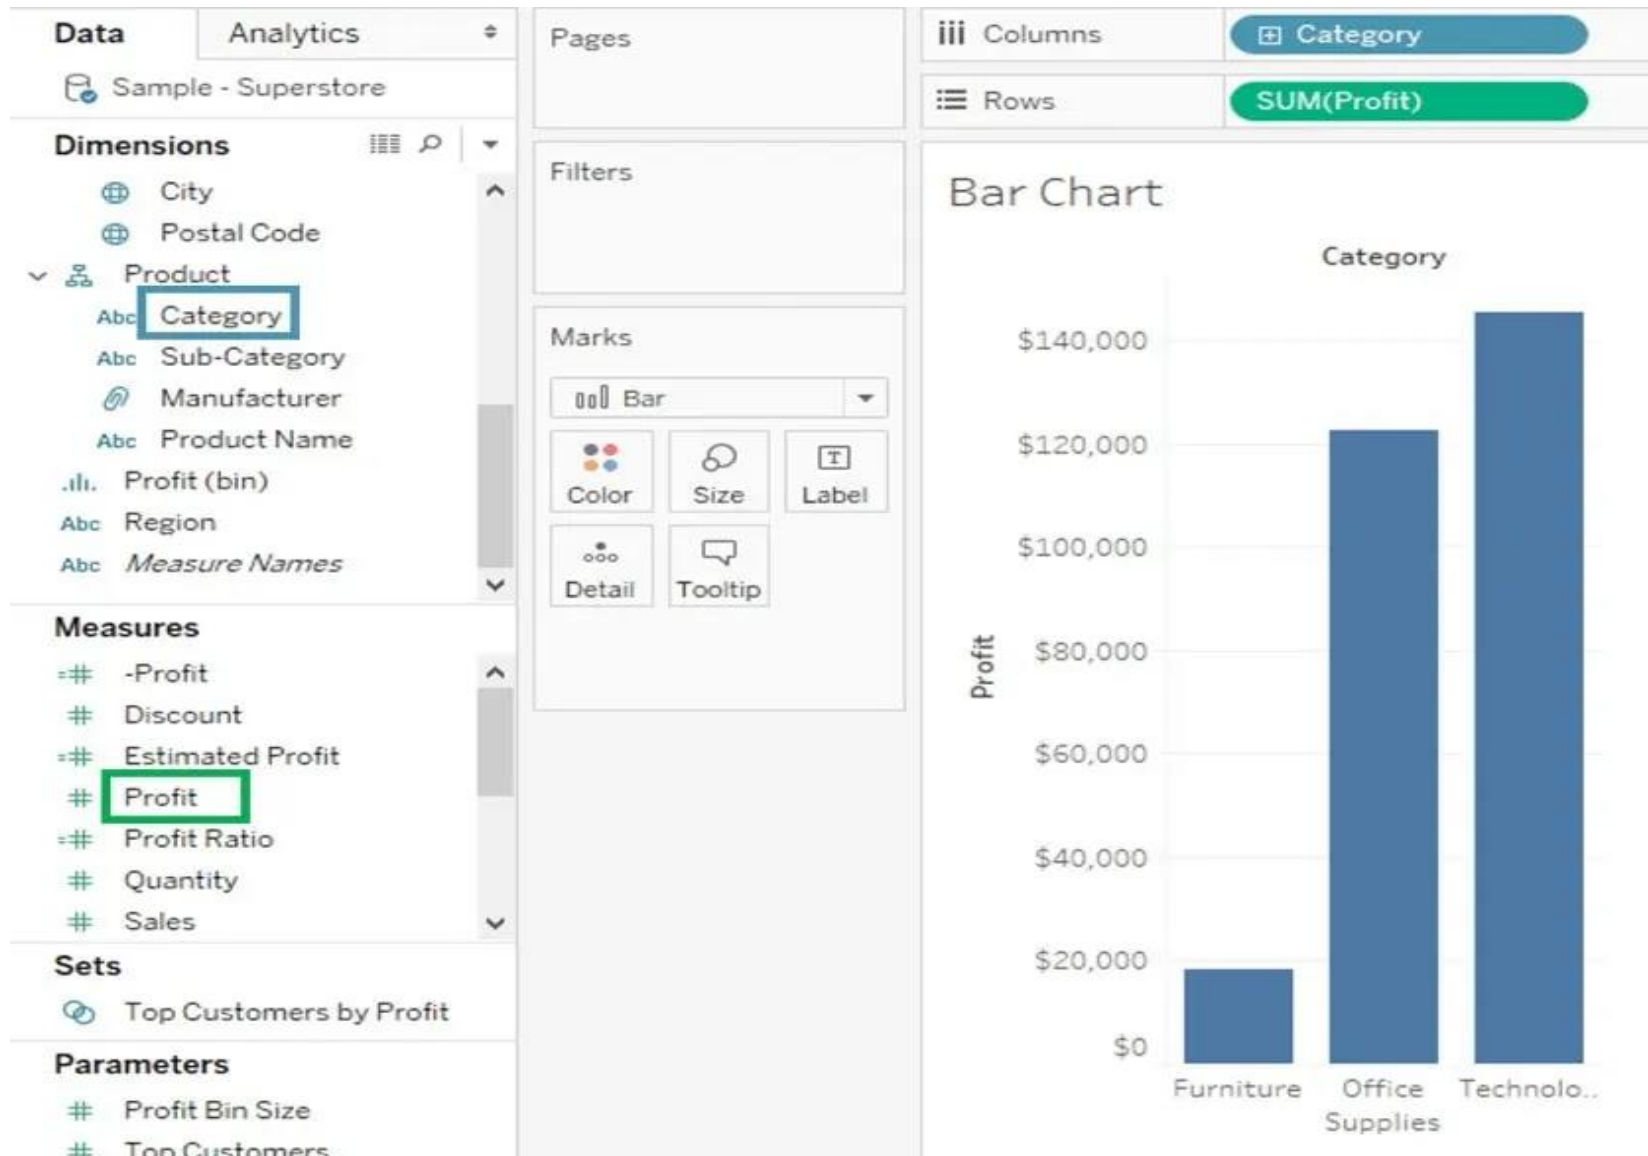 Data
Analytics
Sample - Superstore
Dimensions
City
Postal Code
Product
Abc Category
Abc Sub-Category
Manufacturer
Abc Product Name
Profit (bin)
Abc Region
Abc Measure Names
Measures
=# -Profit
# Discount
=# Estimated Profit
# Profit
=# Profit Ratio
# Quantity
# Sales
Sets
Top Customers by Profit
Parameters
# Profit Bin Size
# Top Customers
Pages
Filters
Marks
Bar
Color
Size
T
Label
Detail
Tooltip
Columns
Category
Rows
SUM(Profit)
Bar Chart
Category
$140,000
$120,000
$100,000
$80,000
$60,000
$40,000
$20,000
$0
Profit
Furniture
Office
Supplies
Technolo..